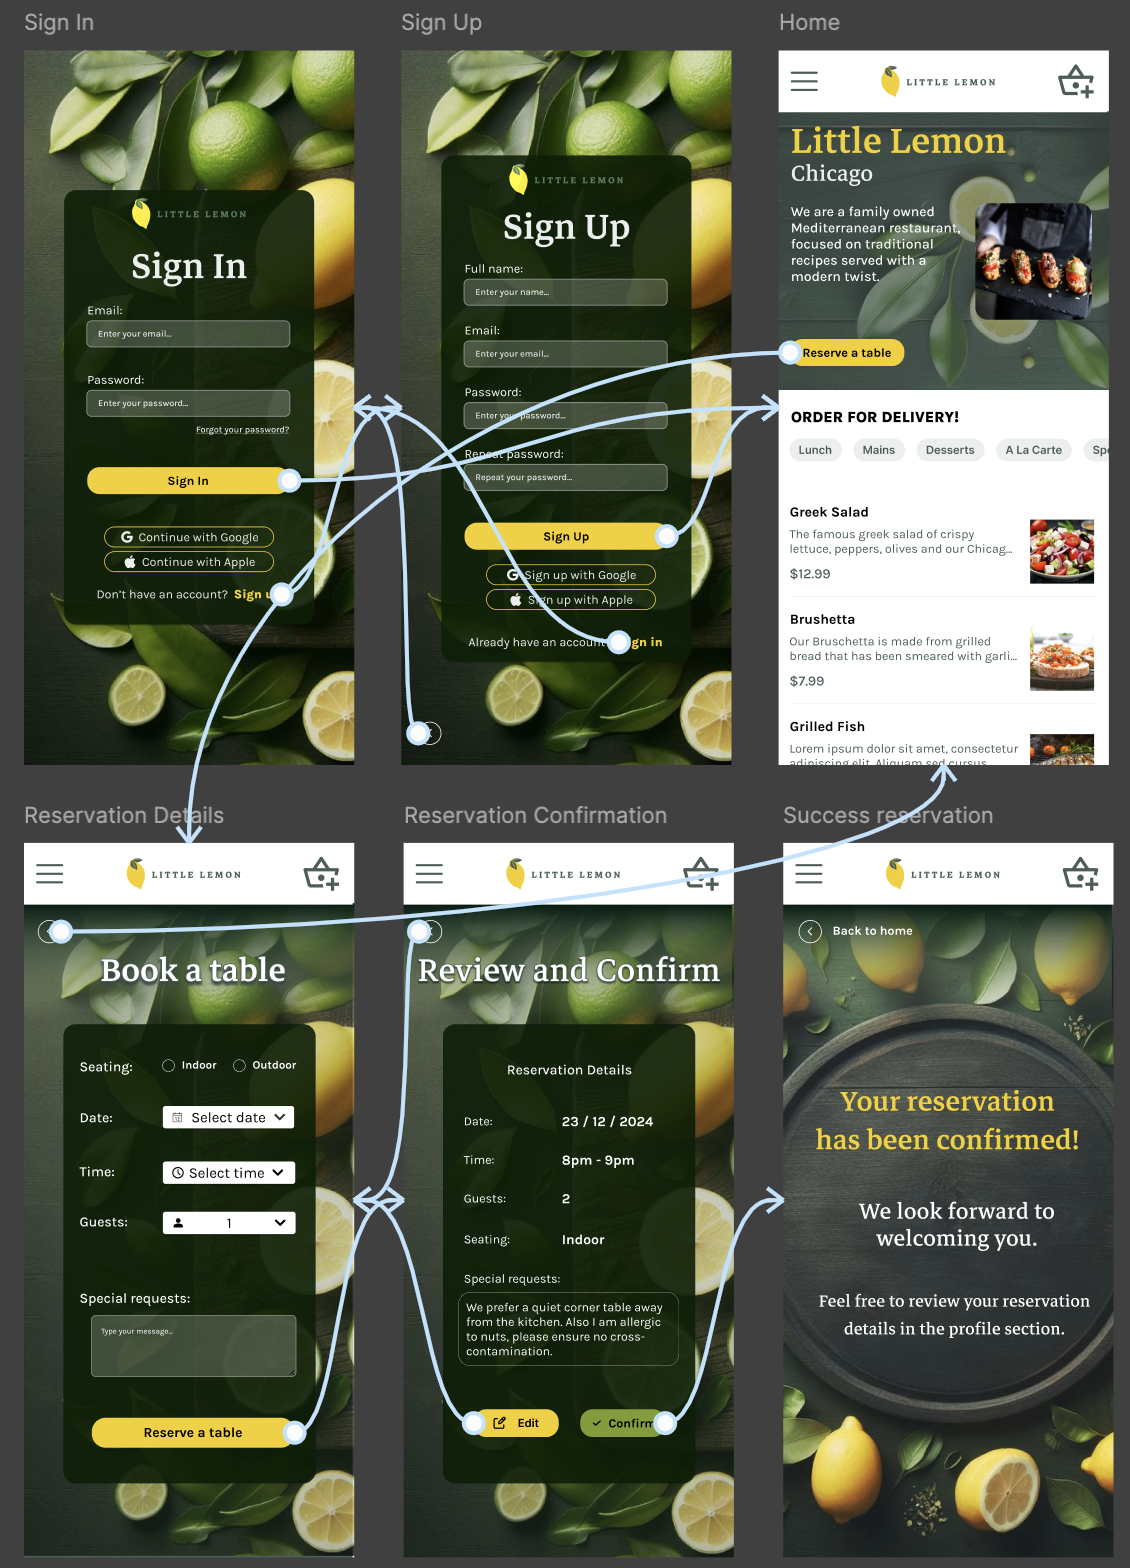 Sign In
Sign Up
Home
LITTLE LEMON
Sign In
Email:
Enter your email...
Password:
Enter your password...
Forgot your password?
Sign In
Continue with Google
Continue with Apple
Don't have an account? Sign
LITTLE LEMON
Sign Up
Full name:
Enter your name...
Email:
Enter your email...
Password:
Enter your password...
Repeat password:
Repeat your password...
Sign Up
Sign up with Google
Sign up with Apple
Already have an account
gn in
LITTLE LEMON
Little Lemon
Chicago
We are a family owned
Mediterranean restaurant,
focused on traditional
recipes served with a
modern twist.
Reserve a table
ORDER FOR DELIVERY!
Lunch Mains Desserts A La Carte Spe
Greek Salad
The famous greek salad of crispy
lettuce, peppers, olives and our Chicag...
$12.99
Brushetta
Our Bruschetta is made from grilled
bread that has been smeared with garli...
$7.99
Grilled Fish
Lorem ipsum dolor sit amet, consectetur
adipiscing elit. Aliquam sed cursus
Reservation Details
Reservation Confirmation
Success reservation
LITTLE LEMON
Book a table
Seating: Indoor Outdoor
Date: Select date
Time: Select time
Guests: 1
Special requests:
Type your message...
Reserve a table
LITTLE LEMON
Review and Confirm
Reservation Details
Date: 23 / 12 / 2024
Time: 8pm - 9pm
Guests: 2
Seating: Indoor
Special requests:
We prefer a quiet corner table away
from the kitchen. Also I am allergic
to nuts, please ensure no cross-
contamination.
Edit
Confirm
LITTLE LEMON
Back to home
Your reservation
has been confirmed!
We look forward to
welcoming you.
Feel free to review your reservation
details in the profile section.